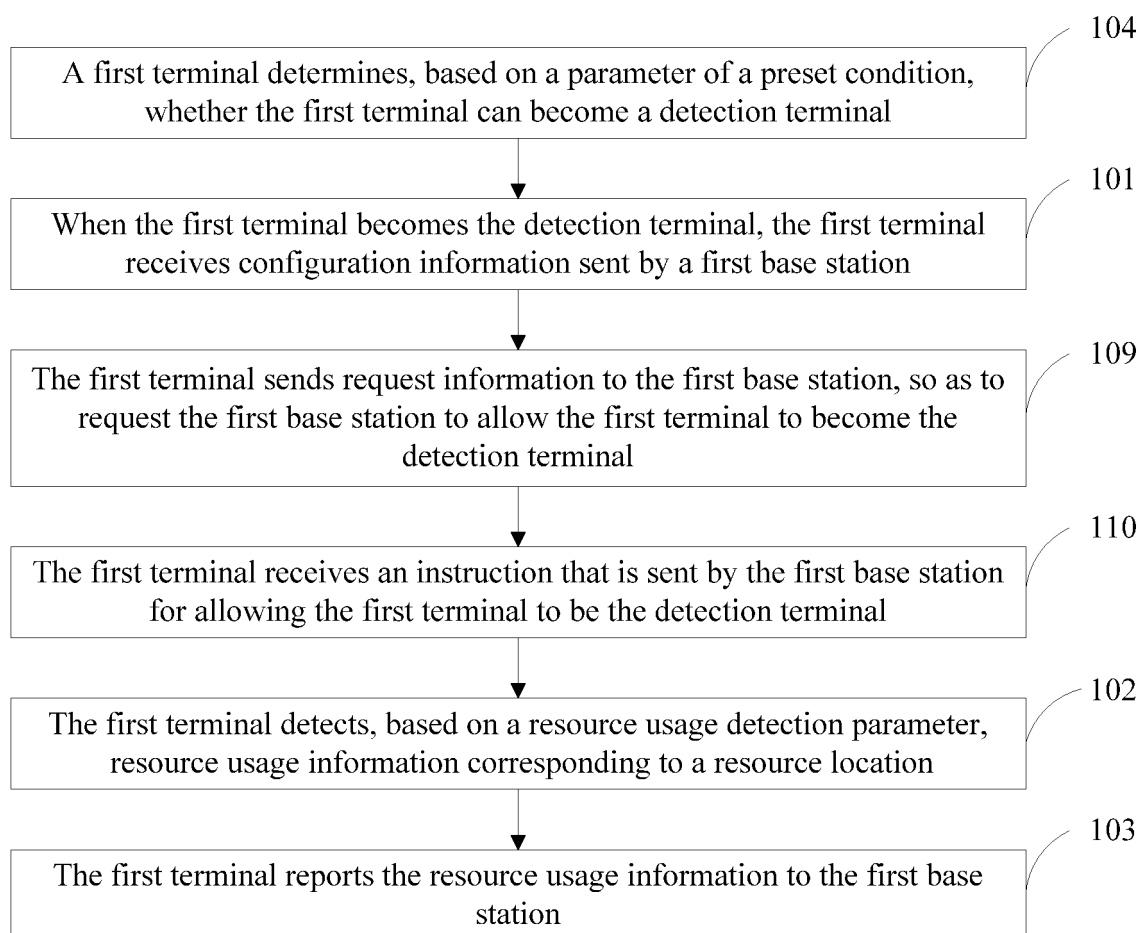 104
A first terminal determines, based on a parameter of a preset condition,
whether the first terminal can become a detection terminal
101
When the first terminal becomes the detection terminal, the first terminal
receives configuration information sent by a first base station
109
The first terminal sends request information to the first base station, so as to
request the first base station to allow the first terminal to become the
detection terminal
110
The first terminal receives an instruction that is sent by the first base station
for allowing the first terminal to be the detection terminal
102
The first terminal detects, based on a resource usage detection parameter,
resource usage information corresponding to a resource location
103
The first terminal reports the resource usage information to the first base
station